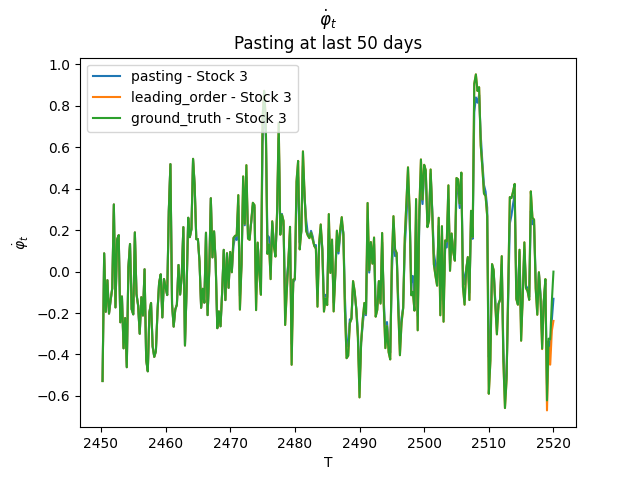 φ̇_t
Pasting at last 50 days
pasting - Stock 3
leading_order - Stock 3
ground_truth - Stock 3
1.0
0.8
0.6
0.4
0.2
0.0
−0.2
−0.4
−0.6
φ̇_t
2450 2460 2470 2480 2490 2500 2510 2520
T